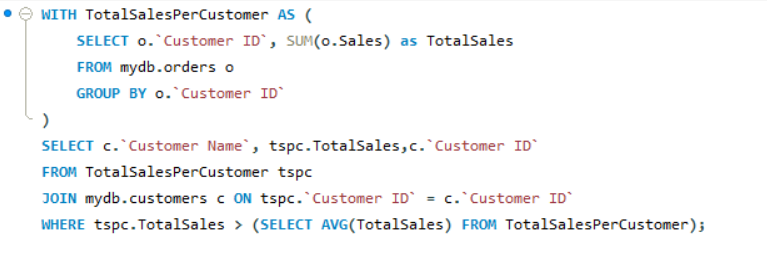 WITH TotalSalesPerCustomer AS (
SELECT o.`Customer ID`, SUM(o.Sales) as TotalSales
FROM mydb.orders o
GROUP BY o.`Customer ID`
)
SELECT c.`Customer Name`, tspc.TotalSales,c.`Customer ID`
FROM TotalSalesPerCustomer tspc
JOIN mydb.customers c ON tspc.`Customer ID` = c.`Customer ID`
WHERE tspc.TotalSales > (SELECT AVG(TotalSales) FROM TotalSalesPerCustomer);